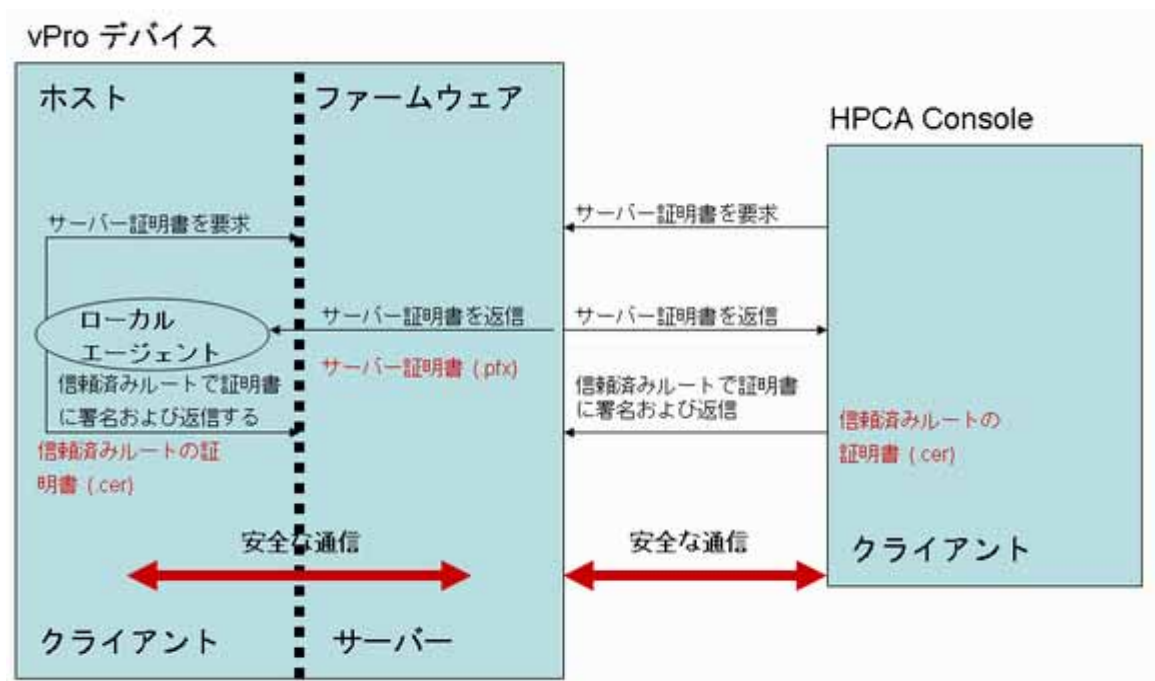 vPro デバイス
ホスト
ファームウェア
HPCA Console
サーバー証明書を要求
サーバー証明書を要求
ローカル
エージェント
サーバー証明書を返信
サーバー証明書を返信
サーバー証明書 (.pfx)
信頼済みルートで証明書
に署名および返信する
信頼済みルートで証明書
に署名および返信
信頼済みルートの証
明書 (.cer)
信頼済みルートの
証明書 (.cer)
安全な通信
安全な通信
クライアント
クライアント
サーバー